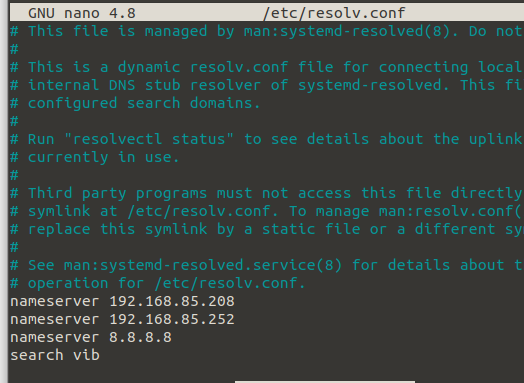 GNU nano 4.8 /etc/resolv.conf
# This file is managed by man:systemd-resolved(8). Do not
#
# This is a dynamic resolv.conf file for connecting local
# internal DNS stub resolver of systemd-resolved. This fi
# configured search domains.
#
# Run "resolvectl status" to see details about the uplink
# currently in use.
#
# Third party programs must not access this file directly
# symlink at /etc/resolv.conf. To manage man:resolv.conf(
# replace this symlink by a static file or a different sy
#
# See man:systemd-resolved.service(8) for details about t
# operation for /etc/resolv.conf.
nameserver 192.168.85.208
nameserver 192.168.85.252
nameserver 8.8.8.8
search vib